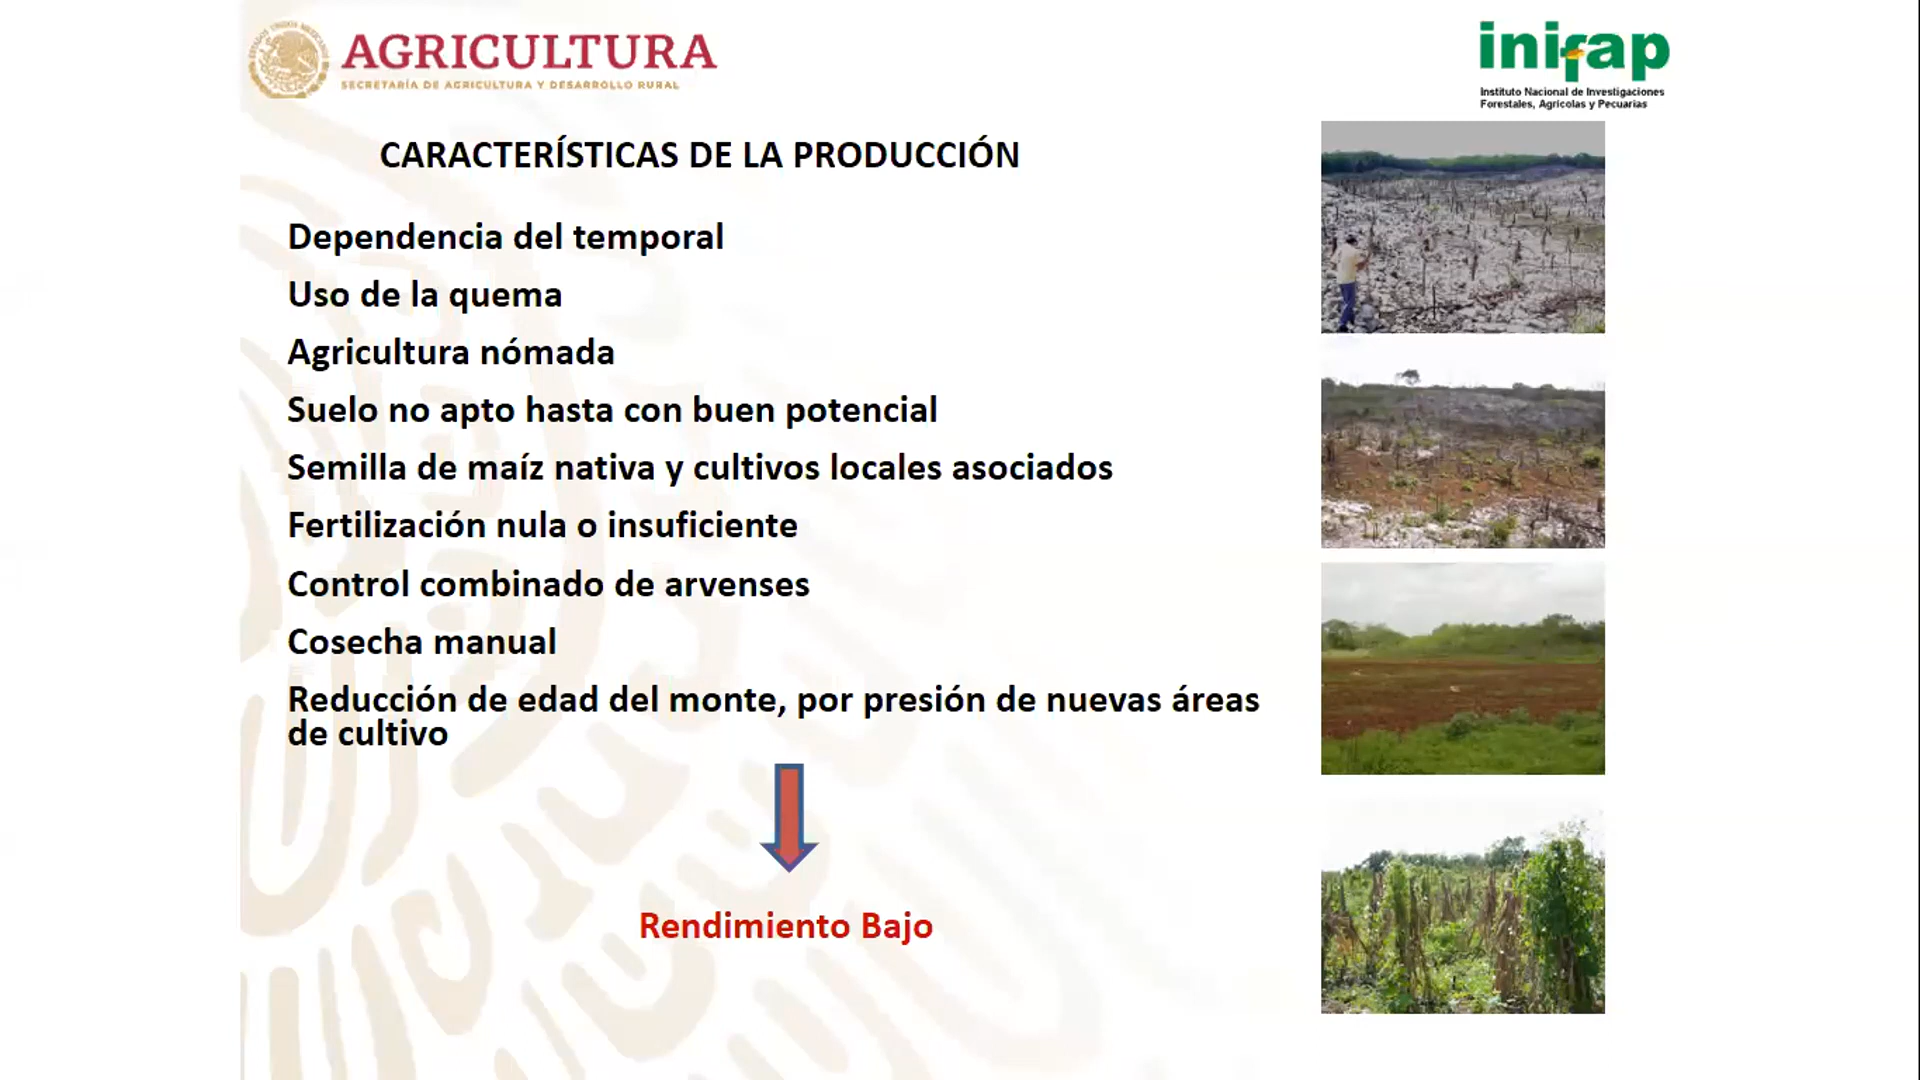 AGRICULTURA
SECRETARÍA DE AGRICULTURA Y DESARROLLO RURAL
inifap
Instituto Nacional de Investigaciones
Forestales, Agrícolas y Pecuarias
CARACTERÍSTICAS DE LA PRODUCCIÓN
Dependencia del temporal
Uso de la quema
Agricultura nómada
Suelo no apto hasta con buen potencial
Semilla de maíz nativa y cultivos locales asociados
Fertilización nula o insuficiente
Control combinado de arvenses
Cosecha manual
Reducción de edad del monte, por presión de nuevas áreas
de cultivo
Rendimiento Bajo